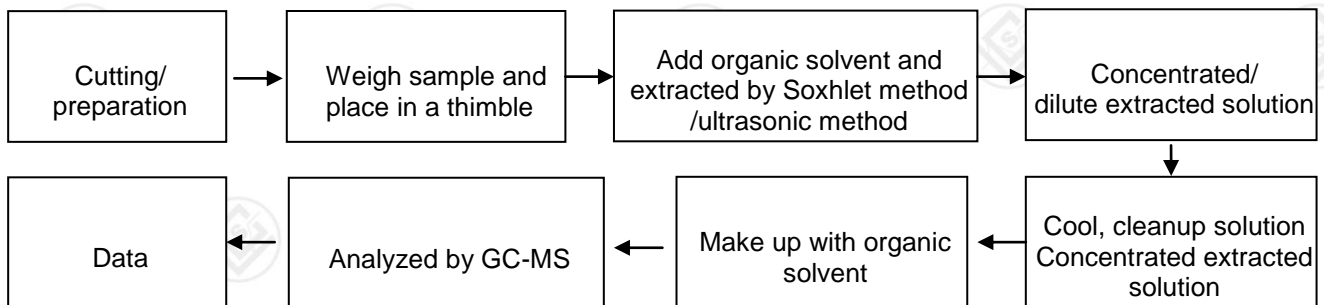 Cutting/
preparation
Weigh sample and
place in a thimble
Add organic solvent and
extracted by Soxhlet method
/ultrasonic method
Concentrated/
dilute extracted solution
Cool, cleanup solution
Concentrated extracted
solution
Make up with organic
solvent
Analyzed by GC-MS
Data